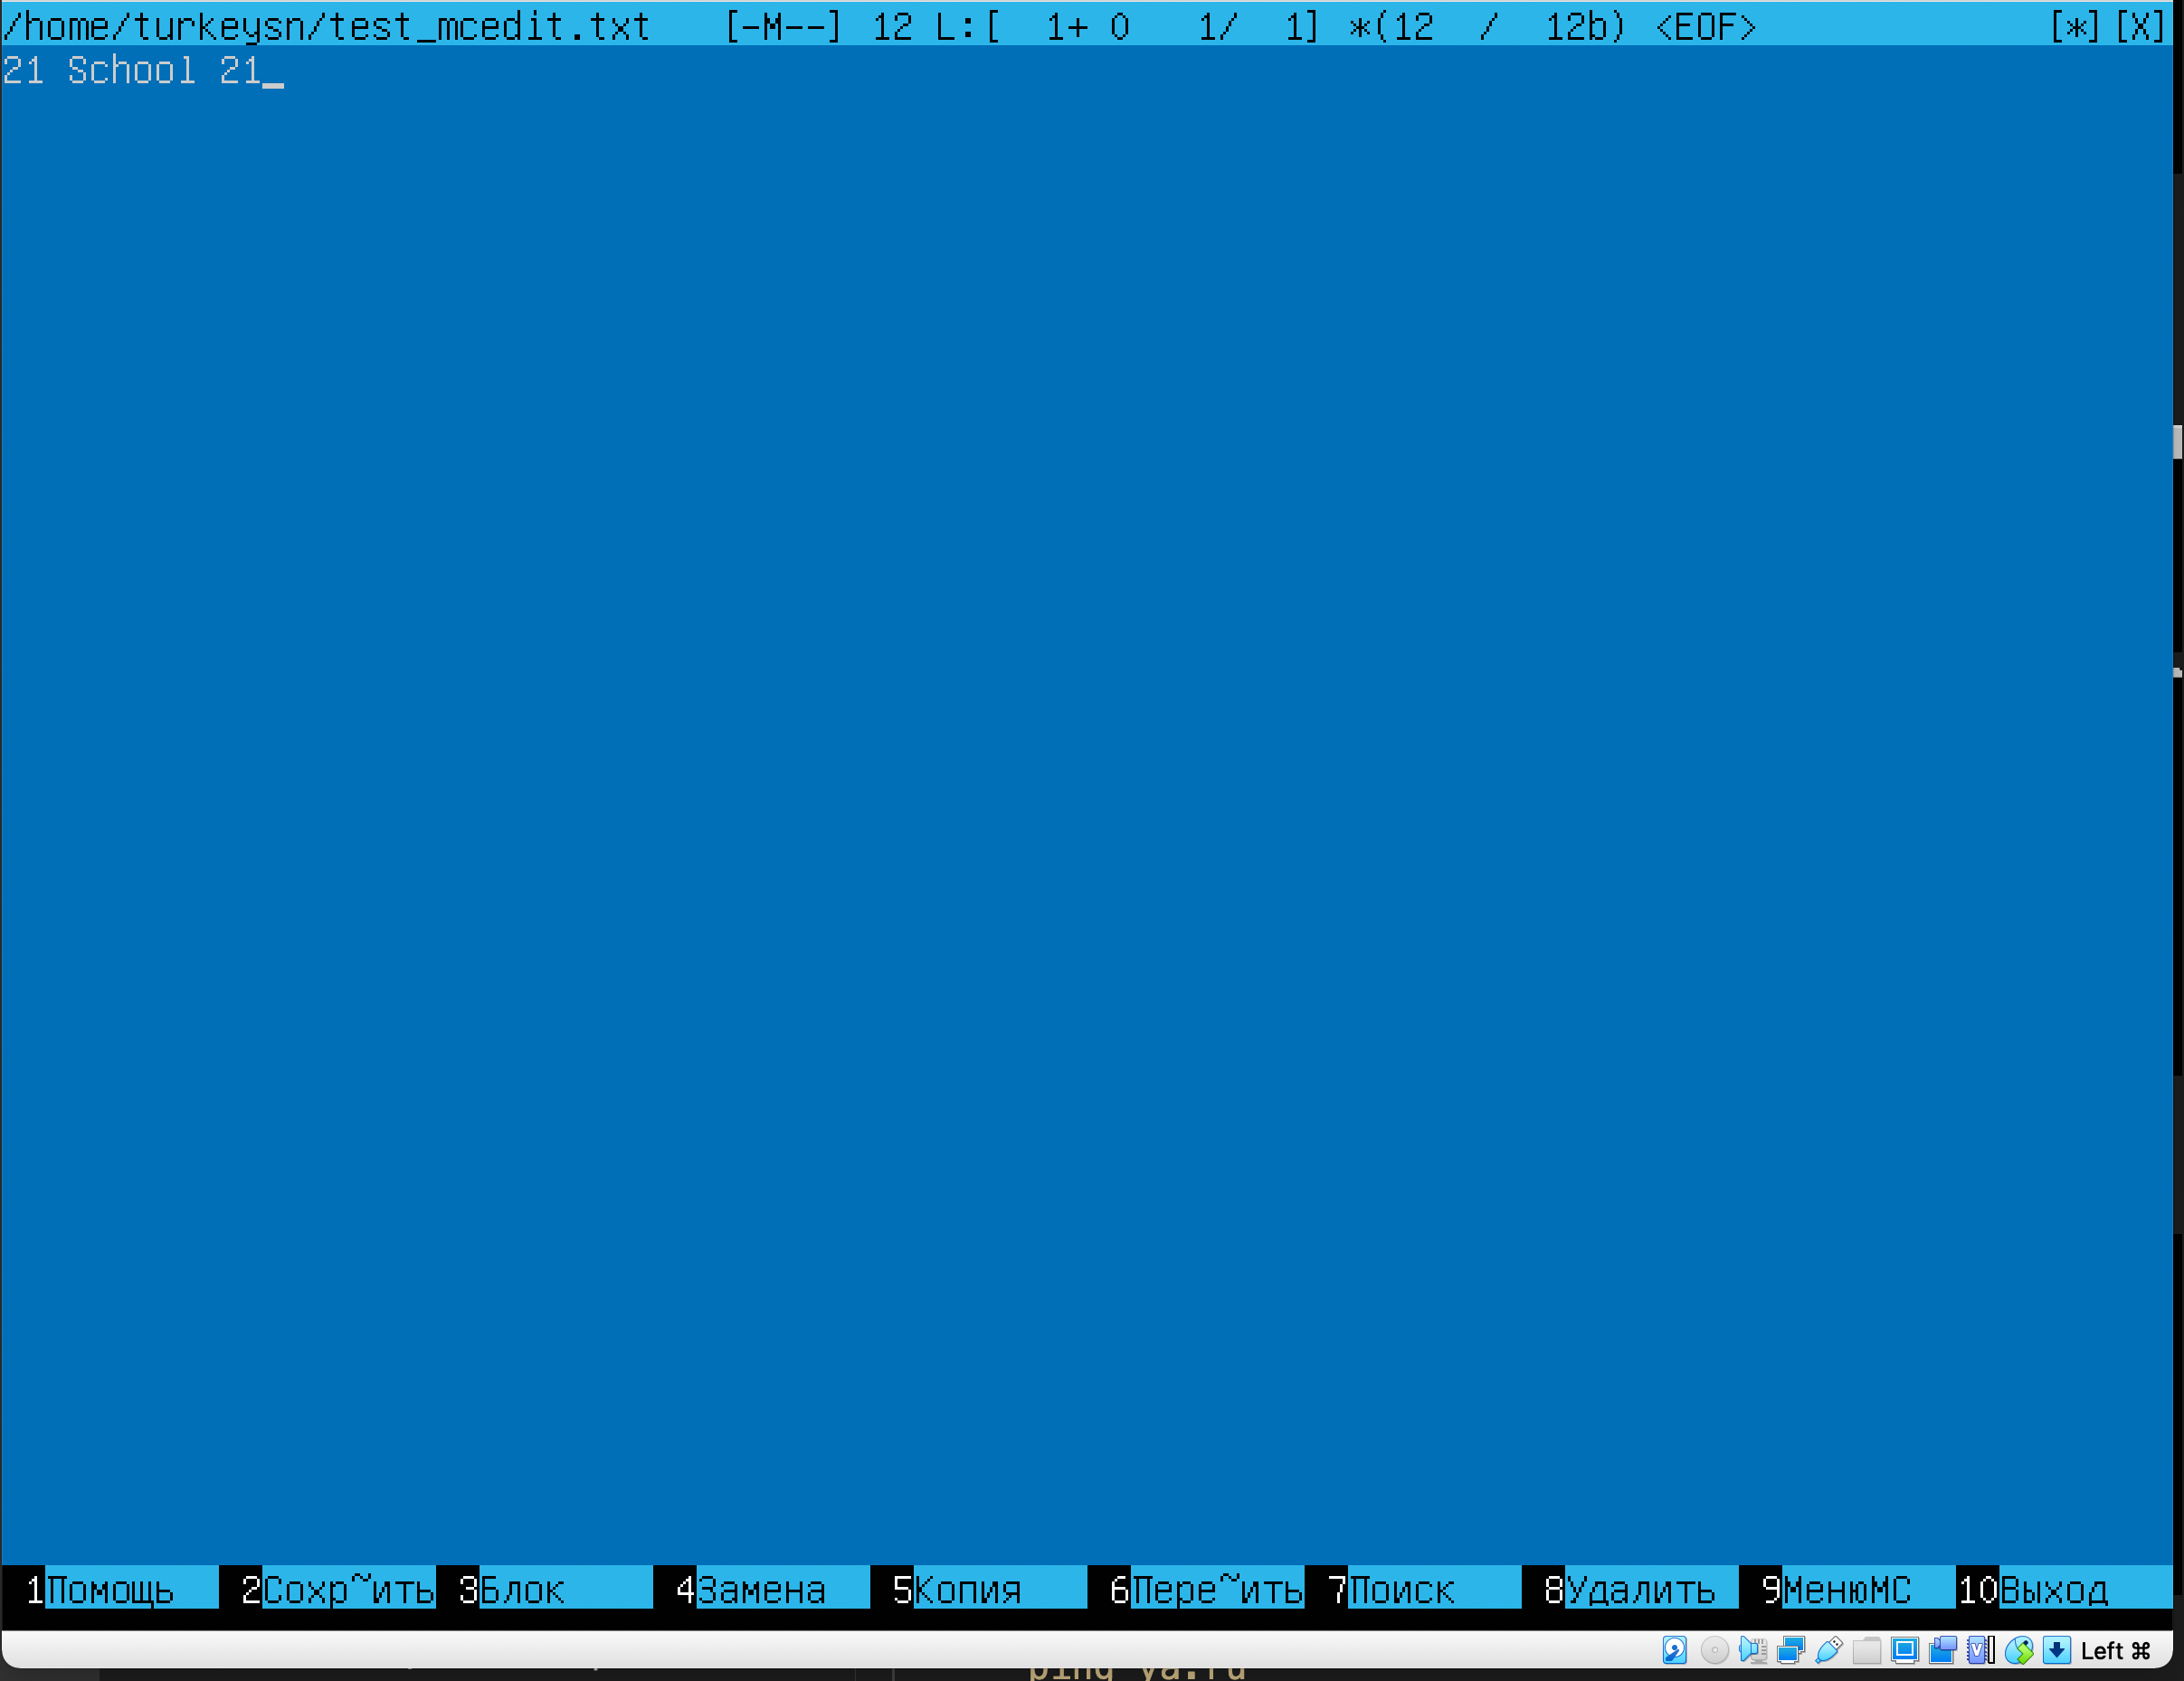 /home/turkeysn/test_mcedit.txt [-M--] 12 L:[ 1+ 0 1/ 1] *(12 / 12b) <EOF> [*][X]
21 School 21_
1Помощь 2Сохр~ить 3Блок 4Замена 5Копия 6Пере~ить 7Поиск 8Удалить 9МенюMC 10Выход
Left ⌘
ping ya.ru